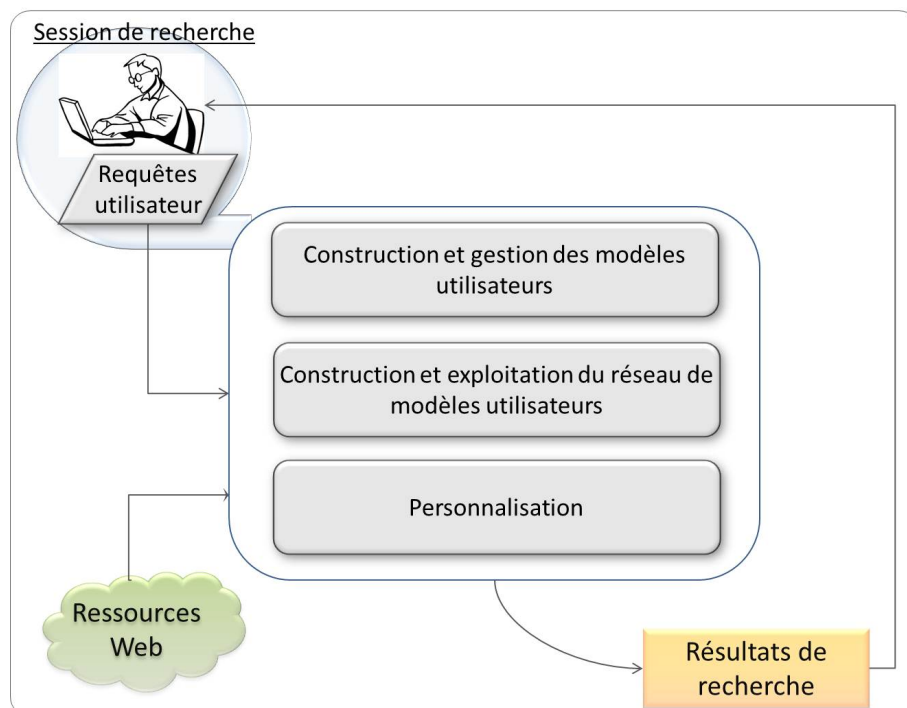 Session de recherche
Requêtes
utilisateur
Construction et gestion des modèles
utilisateurs
Construction et exploitation du réseau de
modèles utilisateurs
Personnalisation
Ressources
Web
Résultats de
recherche